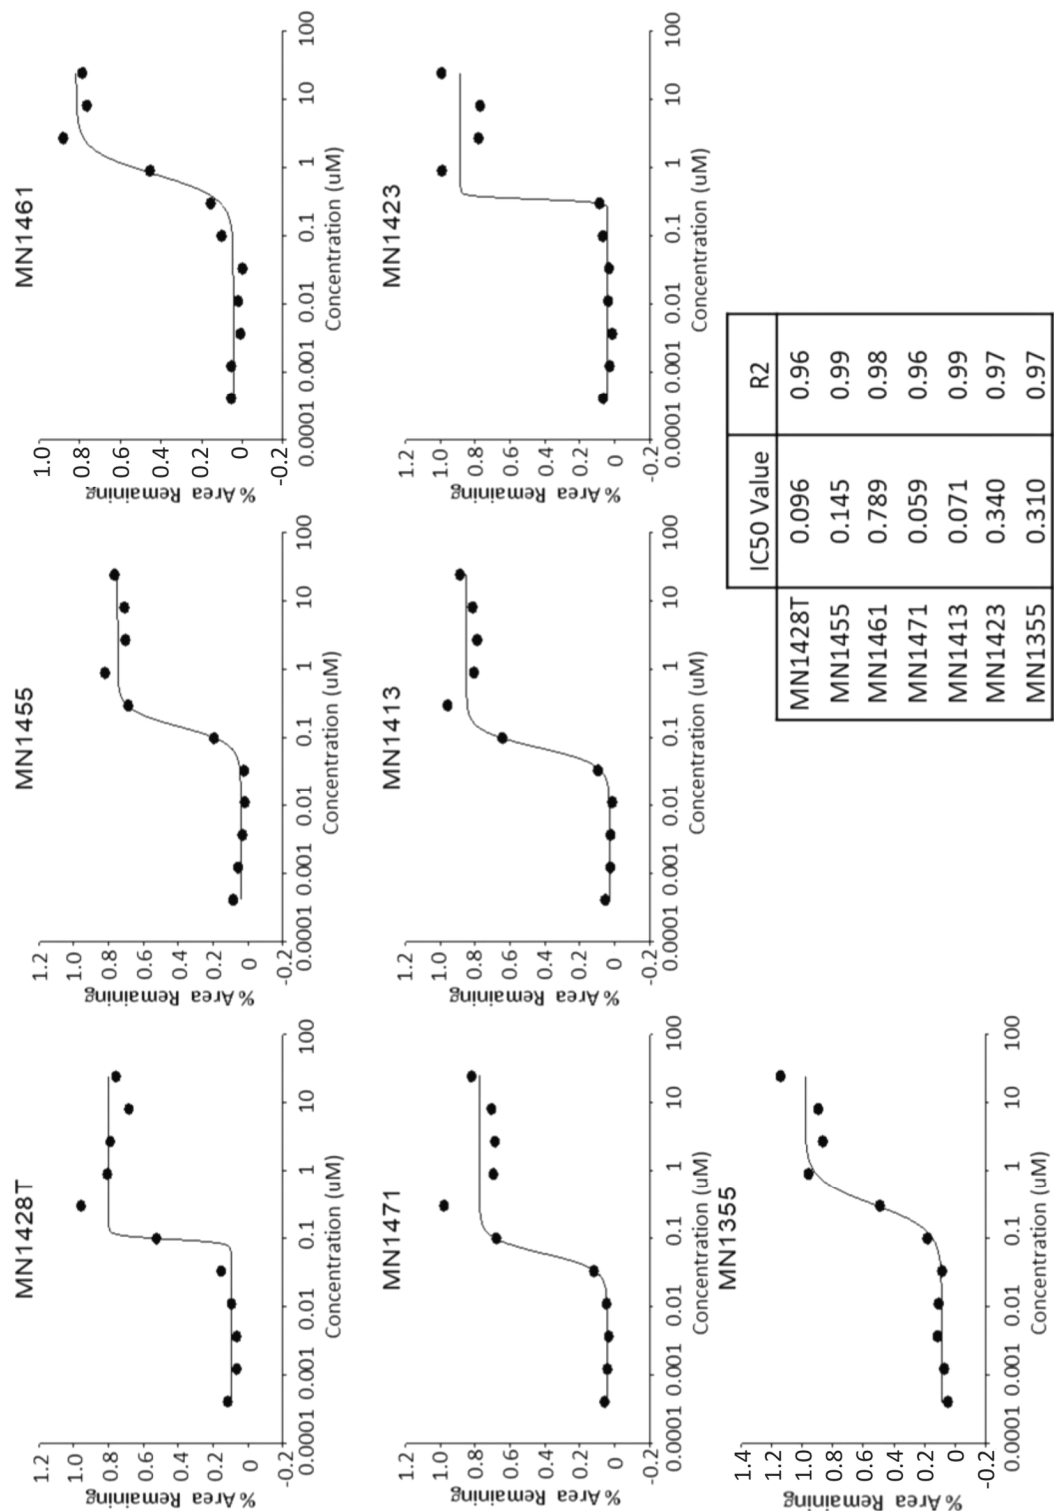 MN1428T
1.2
1.0
0.8
0.6
0.4
0.2
0
-0.2
% Area Remaining
0.0001 0.001 0.01 0.1 1 10 100
Concentration (uM)
MN1455
1.2
1.0
0.8
0.6
0.4
0.2
0
-0.2
% Area Remaining
0.0001 0.001 0.01 0.1 1 10 100
Concentration (uM)
MN1461
1.0
0.8
0.6
0.4
0.2
0
-0.2
% Area Remaining
0.0001 0.001 0.01 0.1 1 10 100
Concentration (uM)
MN1471
1.2
1.0
0.8
0.6
0.4
0.2
0
-0.2
% Area Remaining
0.0001 0.001 0.01 0.1 1 10 100
Concentration (uM)
MN1413
1.2
1.0
0.8
0.6
0.4
0.2
0
-0.2
% Area Remaining
0.0001 0.001 0.01 0.1 1 10 100
Concentration (uM)
MN1423
1.2
1.0
0.8
0.6
0.4
0.2
0
-0.2
% Area Remaining
0.0001 0.001 0.01 0.1 1 10 100
Concentration (uM)
MN1355
1.4
1.2
1.0
0.8
0.6
0.4
0.2
0
-0.2
% Area Remaining
0.0001 0.001 0.01 0.1 1 10 100
Concentration (uM)
IC50 Value R2
MN1428T 0.096 0.96
MN1455 0.145 0.99
MN1461 0.789 0.98
MN1471 0.059 0.96
MN1413 0.071 0.99
MN1423 0.340 0.97
MN1355 0.310 0.97